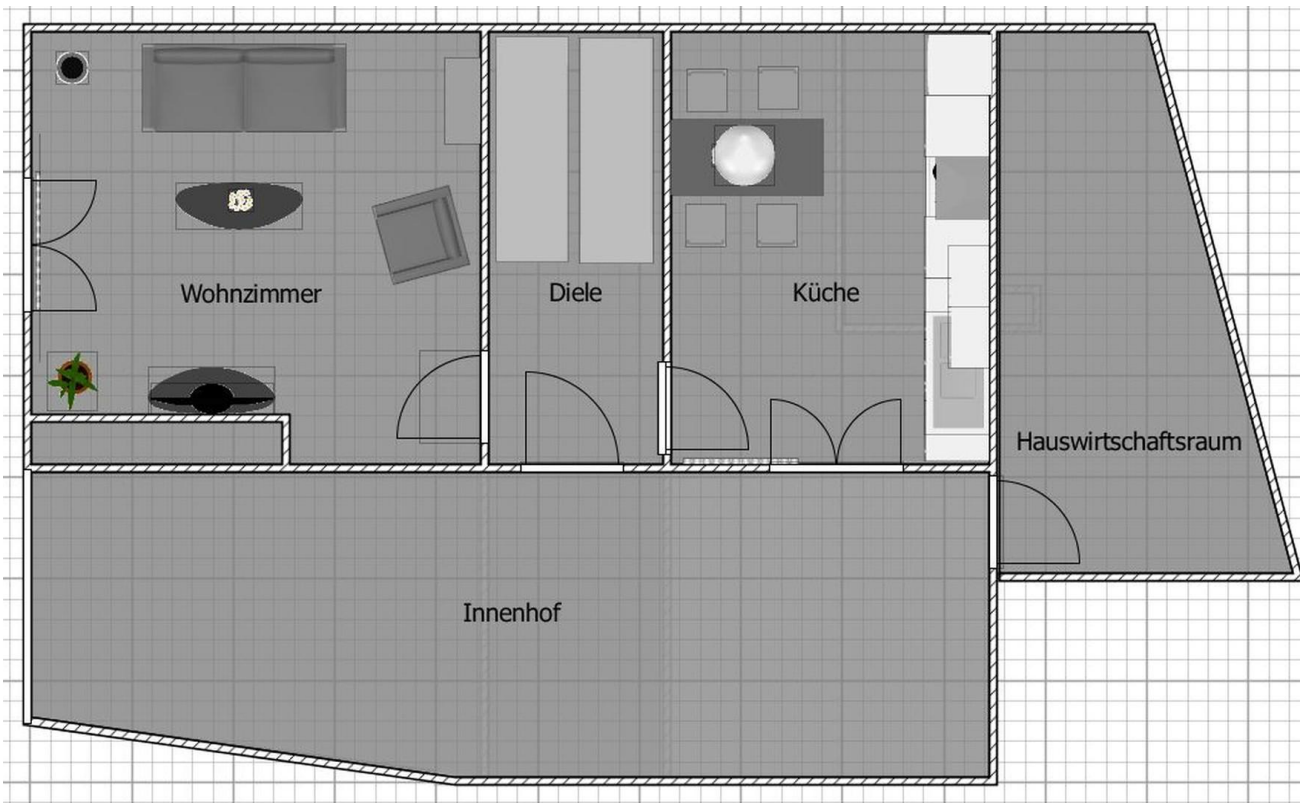 Wohnzimmer
Diele
Küche
Hauswirtschaftsraum
Innenhof